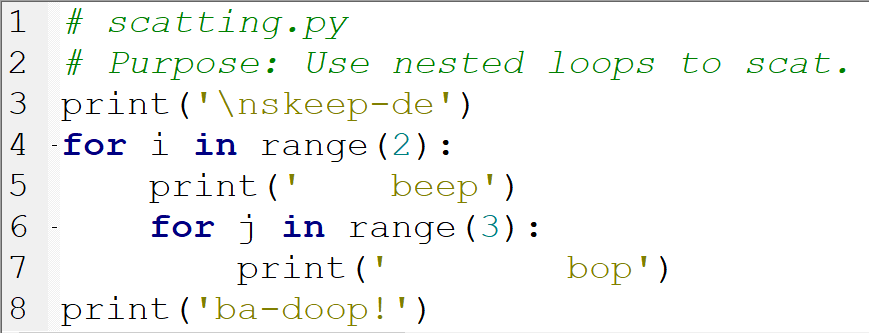 1 # scatting.py
2 # Purpose: Use nested loops to scat.
3 print('\nskeep-de')
4 for i in range(2):
5     print('    beep')
6     for j in range(3):
7         print('        bop')
8 print('ba-doop!')